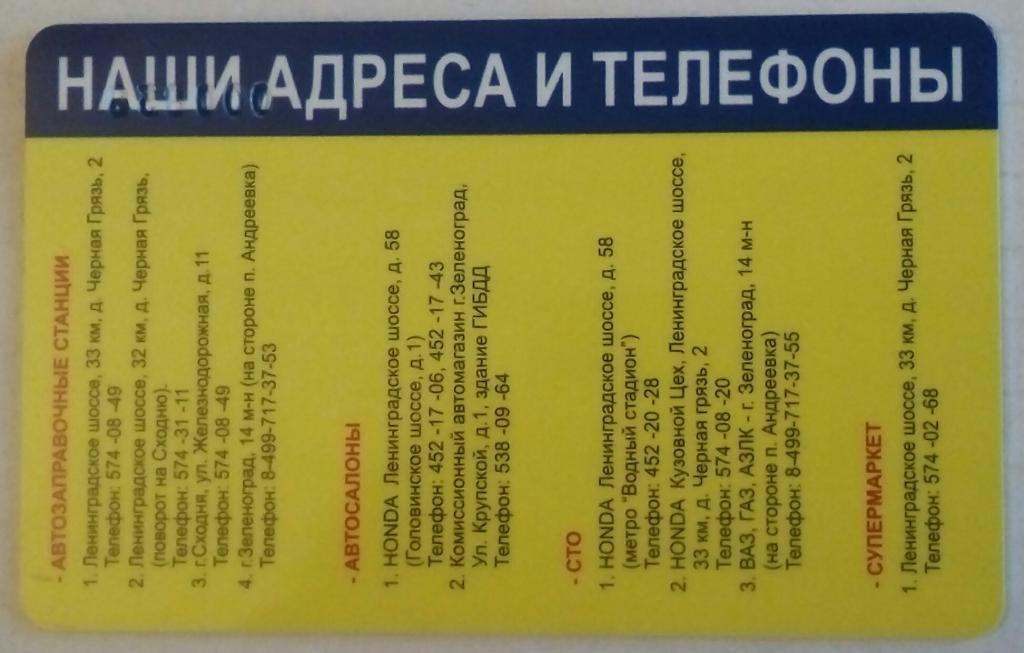 НАШИ АДРЕСА И ТЕЛЕФОНЫ
- АВТОЗАПРАВОЧНЫЕ СТАНЦИИ
1. Ленинградское шоссе, 33 км, д. Черная Грязь, 2
Телефон: 574 -08 -49
2. Ленинградское шоссе, 32 км, д. Черная Грязь,
(поворот на Сходню).
Телефон: 574 -31 -11
3. г.Сходня, ул. Железнодорожная, д.11
Телефон: 574 -08 -49
4. г.Зеленоград, 14 м-н (на стороне п. Андреевка)
Телефон: 8-499-717-37-53
- АВТОСАЛОНЫ
1. HONDA Ленинградское шоссе, д. 58
(Головинское шоссе, д.1)
Телефон: 452 -17 -06, 452 -17 -43
2. Комиссионный автомагазин г.Зеленоград,
Ул. Крупской, д.1, здание ГИБДД
Телефон: 538 -09 -64
- СТО
1. HONDA Ленинградское шоссе, д. 58
(метро "Водный стадион")
Телефон: 452 -20 -28
2. HONDA Кузовной Цех, Ленинградское шоссе,
33 км, д. Черная грязь, 2
Телефон: 574 -08 -20
3. ВАЗ, ГАЗ, АЗЛК - г. Зеленоград, 14 м-н
(на стороне п. Андреевка)
Телефон: 8-499-717-37-55
- СУПЕРМАРКЕТ
1. Ленинградское шоссе, 33 км, д. Черная Грязь, 2
Телефон: 574 -02 -68